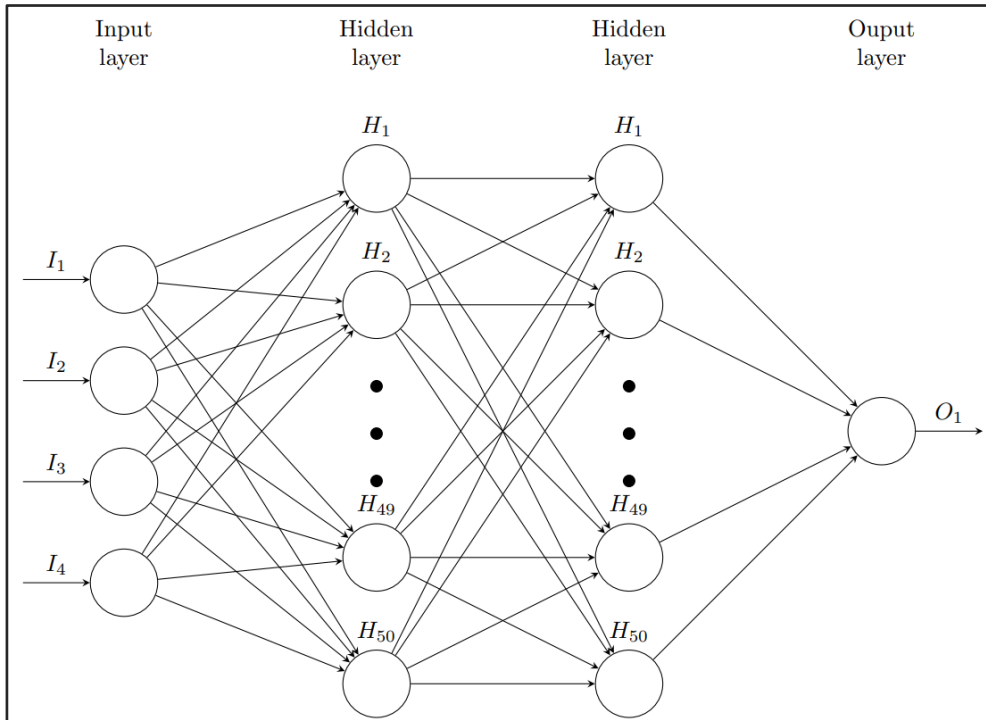 Input
layer
Hidden
layer
Hidden
layer
Ouput
layer
I₁
I₂
I₃
I₄
H₁
H₂
H₄₉
H₅₀
H₁
H₂
H₄₉
H₅₀
O₁